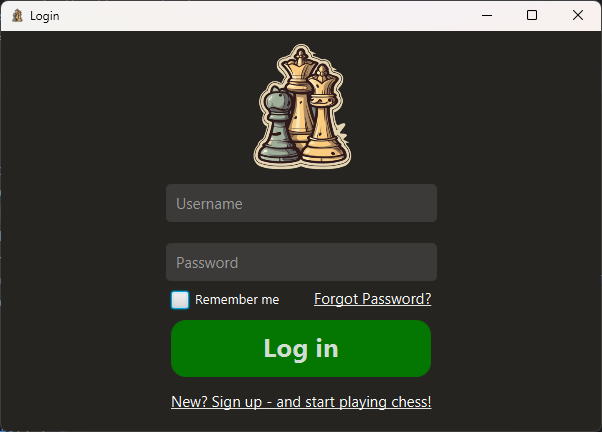 Login
Username
Password
Remember me Forgot Password?
Log in
New? Sign up - and start playing chess!